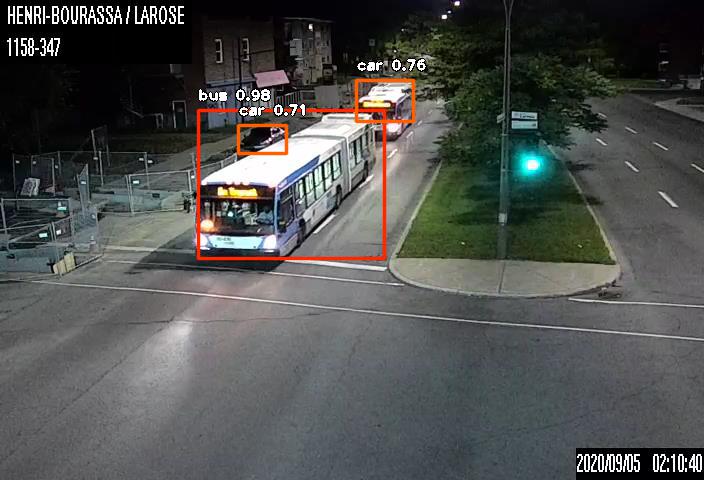 HENRI-BOURASSA / LAROSE
1158-347
car 0.76
bus 0.98
car 0.71
2020/09/05 02:10:40